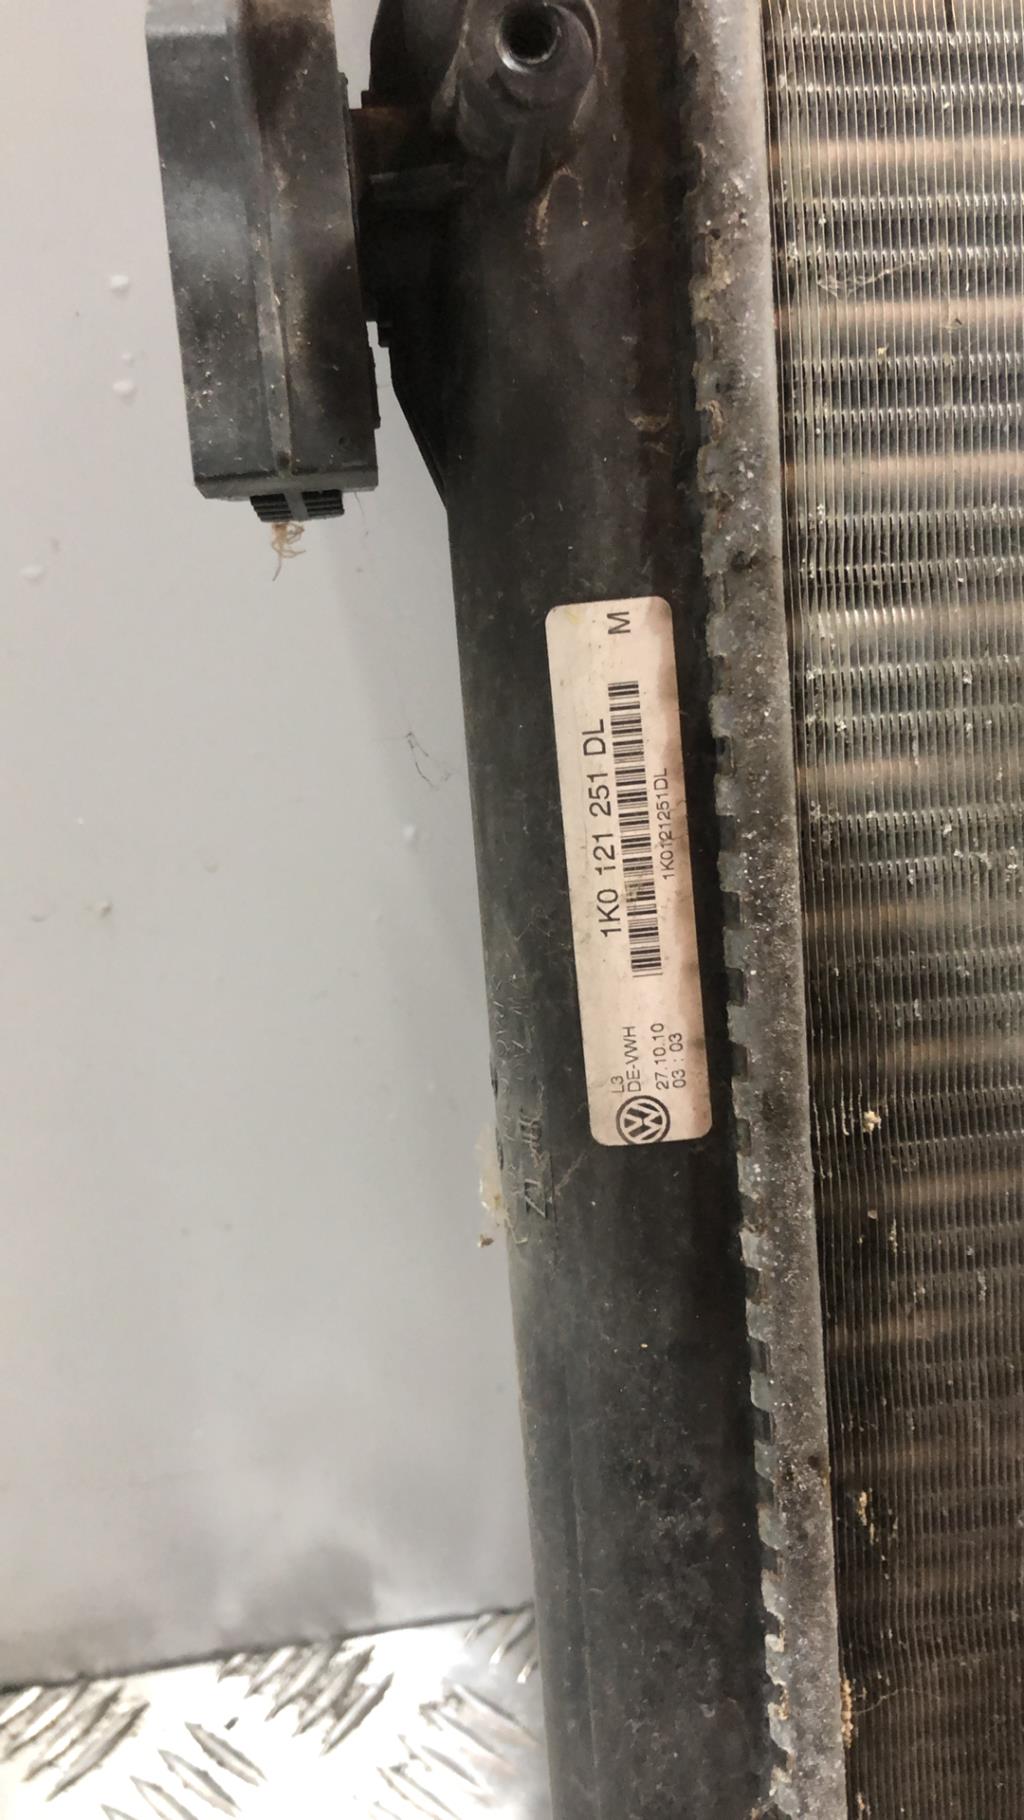 M
1K0 121 251 DL
1K0121251DL
L3
DE-VWH
27.10.10
03 : 03